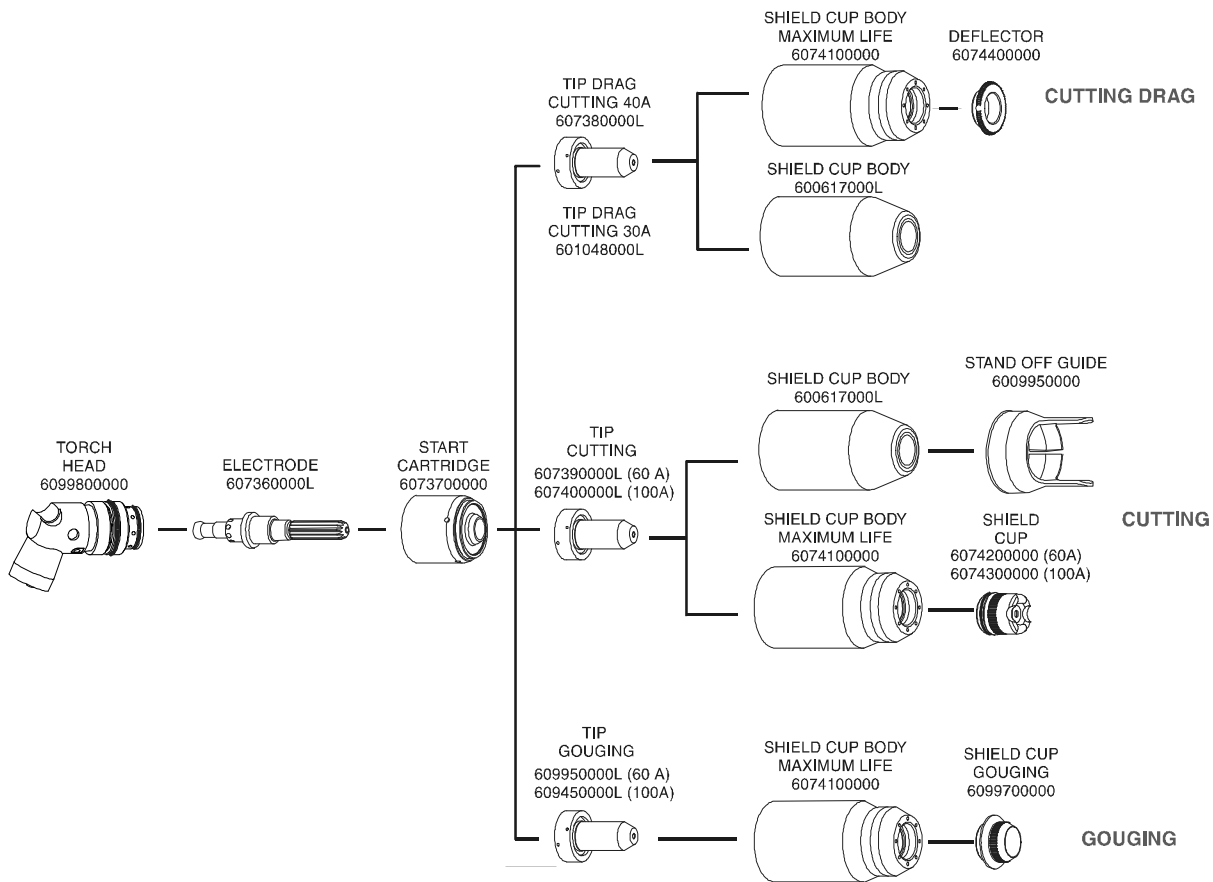 SHIELD CUP BODY
MAXIMUM LIFE
6074100000
DEFLECTOR
6074400000
CUTTING DRAG
TIP DRAG
CUTTING 40A
607380000L
SHIELD CUP BODY
600617000L
TIP DRAG
CUTTING 30A
601048000L
SHIELD CUP BODY
600617000L
STAND OFF GUIDE
6009950000
TORCH
HEAD
6099800000
ELECTRODE
607360000L
START
CARTRIDGE
6073700000
TIP
CUTTING
607390000L (60 A)
607400000L (100A)
SHIELD CUP BODY
MAXIMUM LIFE
6074100000
SHIELD
CUP
6074200000 (60A)
6074300000 (100A)
CUTTING
TIP
GOUGING
609950000L (60 A)
609450000L (100A)
SHIELD CUP BODY
MAXIMUM LIFE
6074100000
SHIELD CUP
GOUGING
6099700000
GOUGING